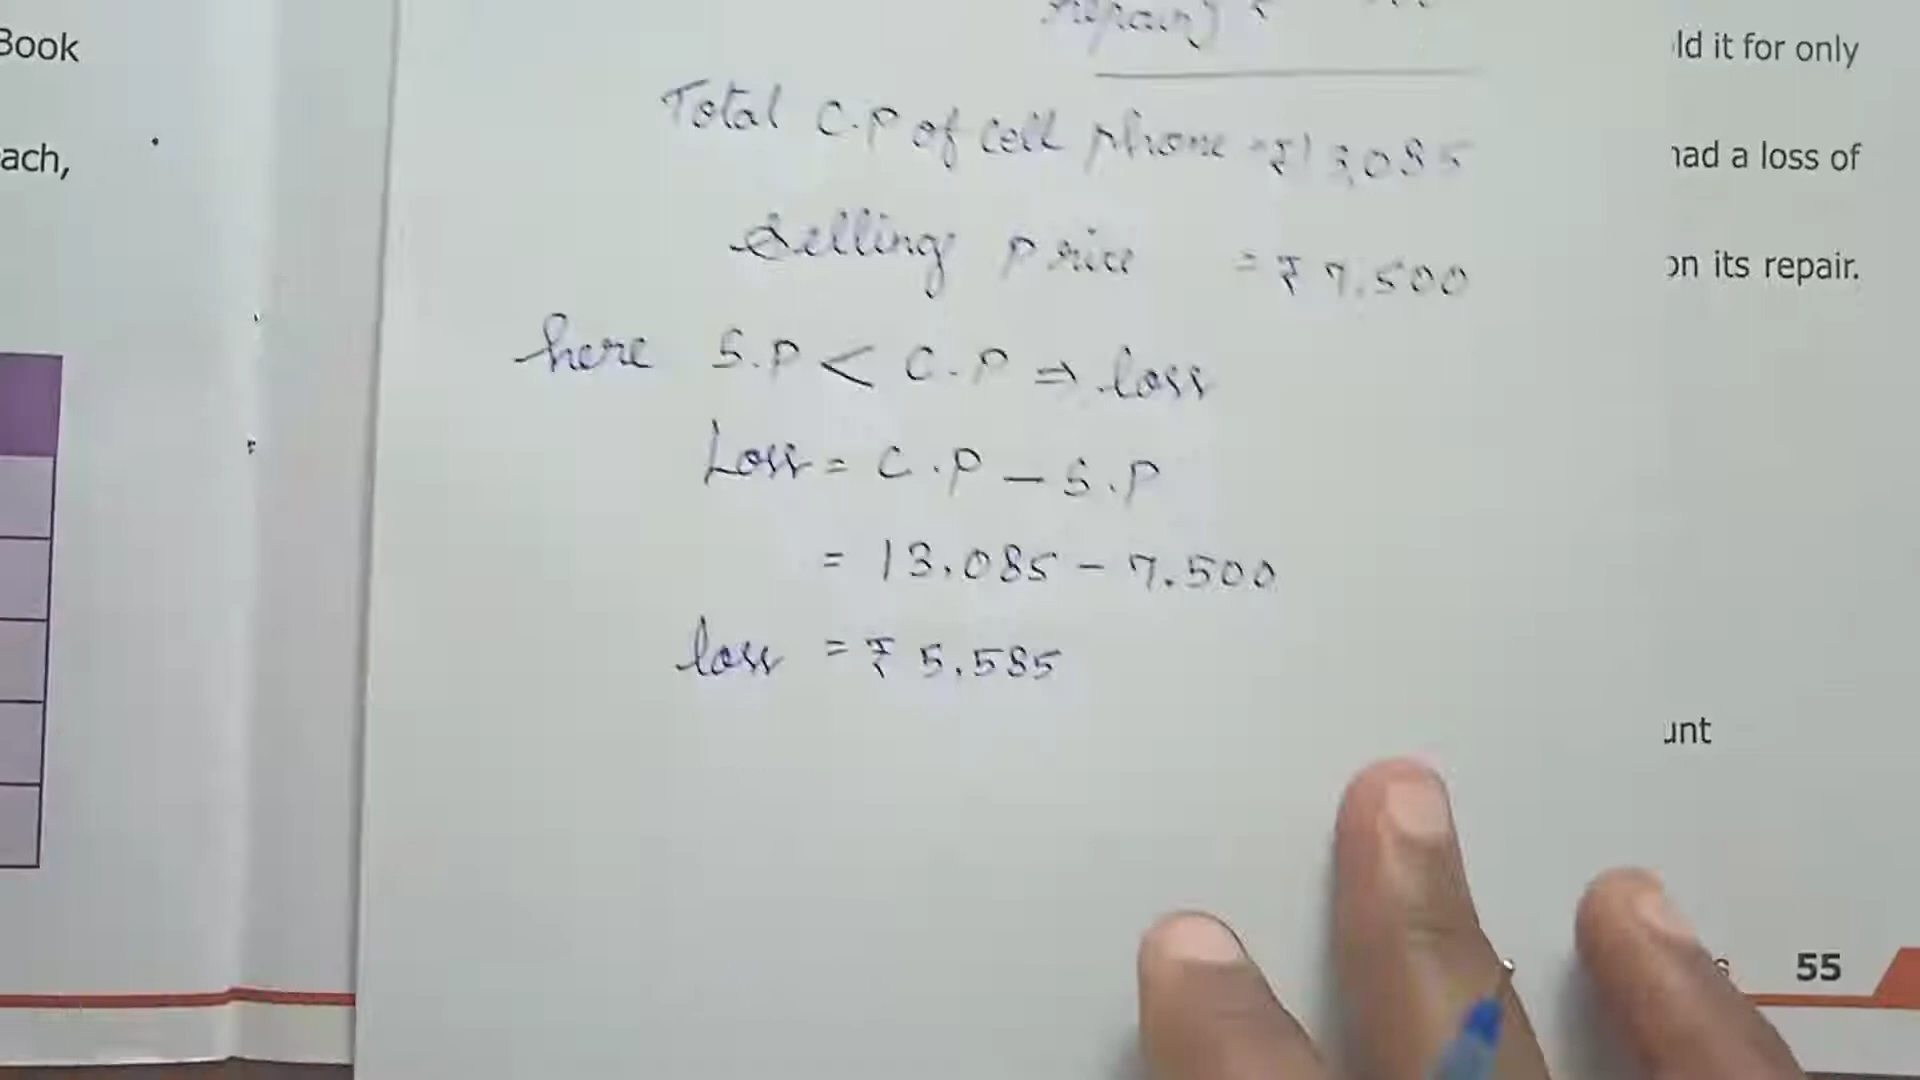 Book
ach,
repair) ₹
ld it for only
Total C.P of cell phone = ₹13,085
had a loss of
Selling price = ₹ 7.500
on its repair.
here S.P < C.P ⇒ loss
Loss = C.P – S.P
= 13.085 – 7.500
loss = ₹ 5.585
unt
55